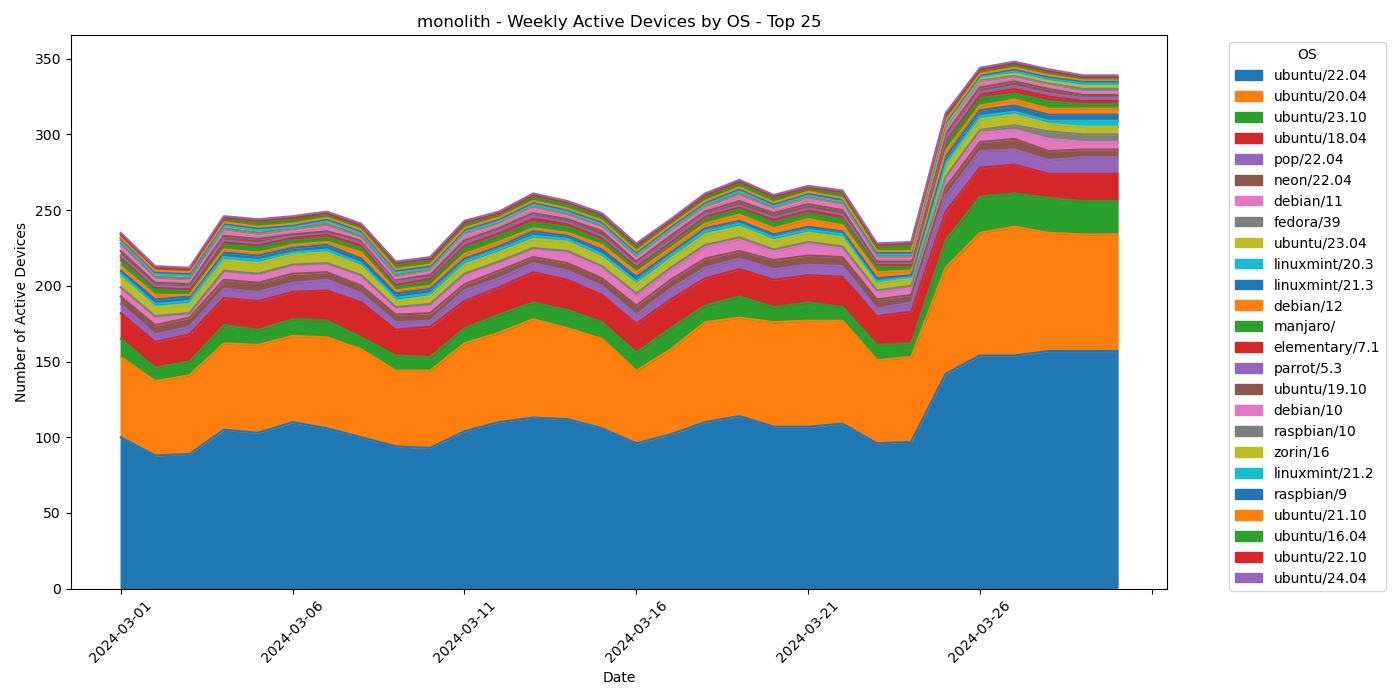 monolith - Weekly Active Devices by OS - Top 25
Number of Active Devices
350
300
250
200
150
100
50
0
2024-03-01
2024-03-06
2024-03-11
2024-03-16
2024-03-21
2024-03-26
Date
OS
ubuntu/22.04
ubuntu/20.04
ubuntu/23.10
ubuntu/18.04
pop/22.04
neon/22.04
debian/11
fedora/39
ubuntu/23.04
linuxmint/20.3
linuxmint/21.3
debian/12
manjaro/
elementary/7.1
parrot/5.3
ubuntu/19.10
debian/10
raspbian/10
zorin/16
linuxmint/21.2
raspbian/9
ubuntu/21.10
ubuntu/16.04
ubuntu/22.10
ubuntu/24.04